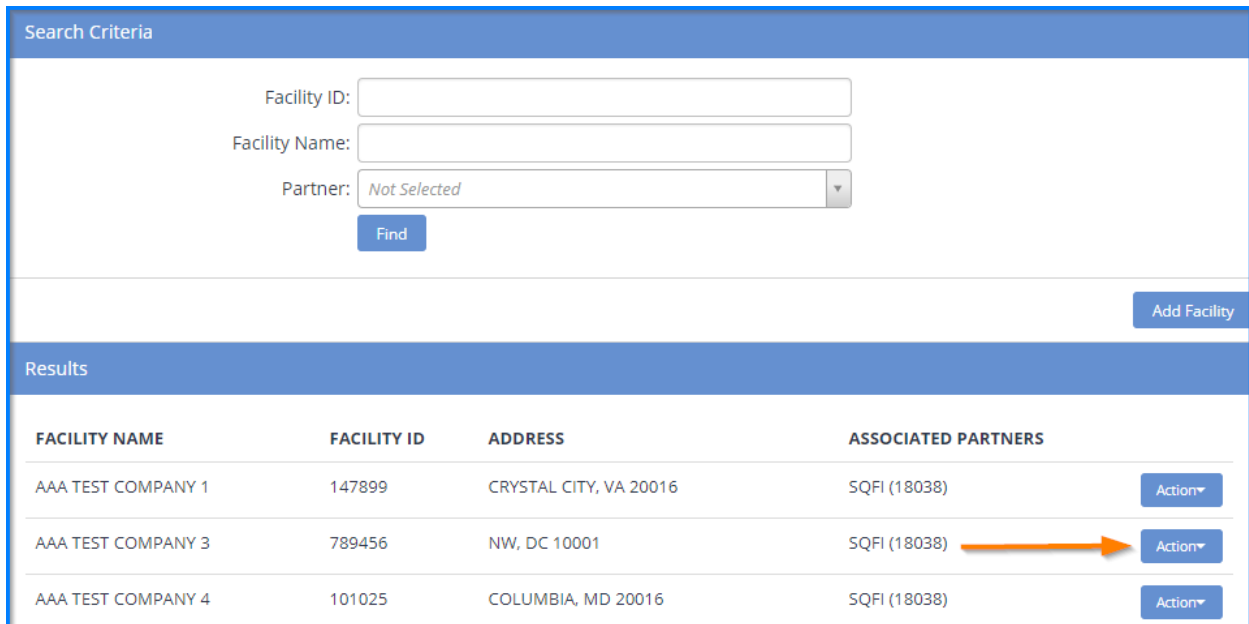 Search Criteria
Facility ID:
Facility Name:
Partner: Not Selected
Find
Add Facility
Results
FACILITY NAME FACILITY ID ADDRESS ASSOCIATED PARTNERS
AAA TEST COMPANY 1 147899 CRYSTAL CITY, VA 20016 SQFI (18038) Action
AAA TEST COMPANY 3 789456 NW, DC 10001 SQFI (18038) Action
AAA TEST COMPANY 4 101025 COLUMBIA, MD 20016 SQFI (18038) Action